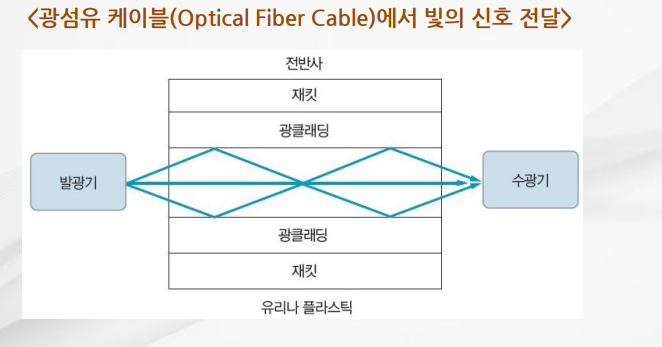 <광섬유 케이블(Optical Fiber Cable)에서 빛의 신호 전달>
전반사
재킷
광클래딩
발광기
수광기
광클래딩
재킷
유리나 플라스틱